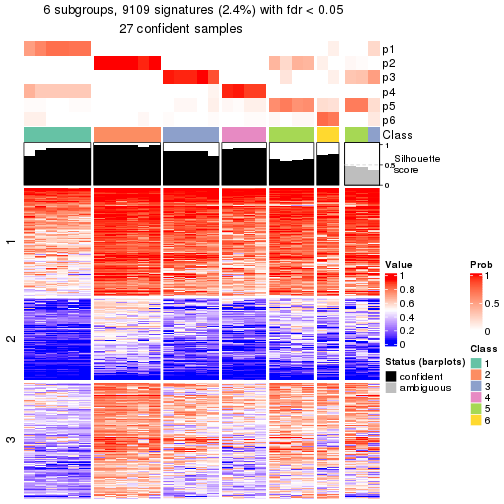 6 subgroups, 9109 signatures (2.4%) with fdr < 0.05
27 confident samples
p1
p2
p3
p4
p5
p6
Class
1
0.5
0
Silhouette
score
1
2
3
Value
1
0.8
0.6
0.4
0.2
0
Status (barplots)
confident
ambiguous
Prob
1
0.5
0
Class
1
2
3
4
5
6